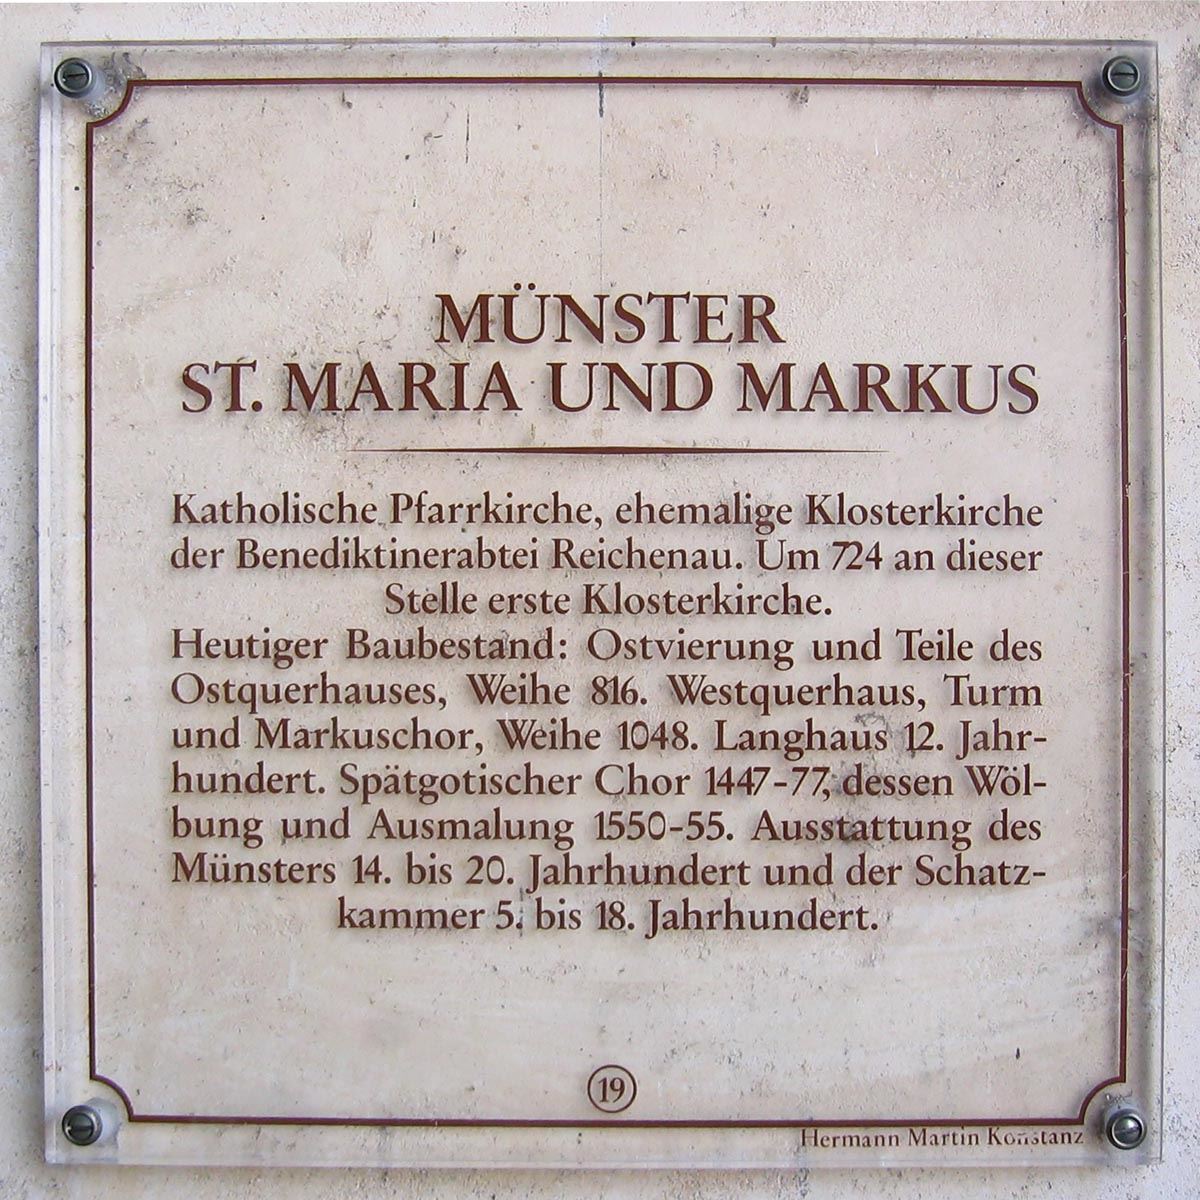 MÜNSTER
ST. MARIA UND MARKUS
Katholische Pfarrkirche, ehemalige Klosterkirche
der Benediktinerabtei Reichenau. Um 724 an dieser
Stelle erste Klosterkirche.
Heutiger Baubestand: Ostvierung und Teile des
Ostquerhauses, Weihe 816. Westquerhaus, Turm
und Markuschor, Weihe 1048. Langhaus 12. Jahr-
hundert. Spätgotischer Chor 1447-77, dessen Wöl-
bung und Ausmalung 1550-55. Ausstattung des
Münsters 14. bis 20. Jahrhundert und der Schatz-
kammer 5. bis 18. Jahrhundert.
19
Hermann Martin Konstanz